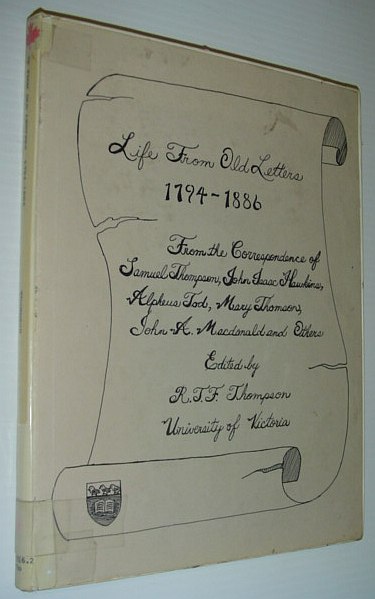 Life From Old Letters
1794-1886
From the Correspondence of
Samuel Thompson, John Isaac Hawkins,
Alpheus Todd, Mary Thomson,
John A. Macdonald and Others
Edited by
R.T.F. Thompson
University of Victoria